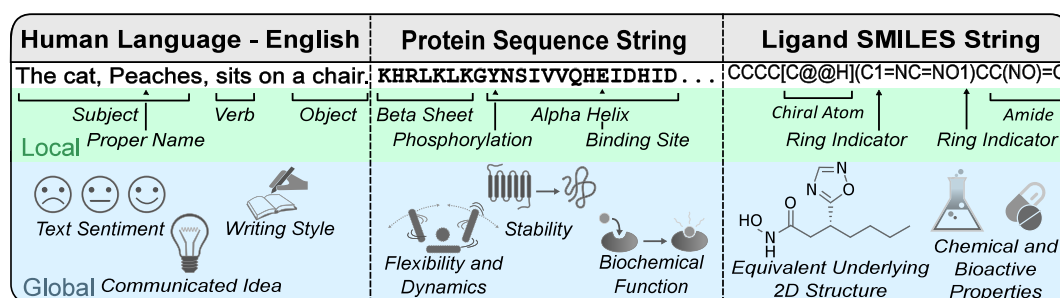 Human Language - English
Protein Sequence String
Ligand SMILES String
The cat, Peaches, sits on a chair.
KHRLKLKGYNSIVVQHEIDHID...
CCCC[C@@H](C1=NC=NO1)CC(NO)=O
Subject
Verb
Object
Proper Name
Local
Beta Sheet
Alpha Helix
Phosphorylation
Binding Site
Chiral Atom
Amide
Ring Indicator
Ring Indicator
Text Sentiment
Writing Style
Communicated Idea
Global
Stability
Flexibility and
Dynamics
Biochemical
Function
N
N
O
O
HO
N
H
Equivalent Underlying
2D Structure
Chemical and
Bioactive
Properties